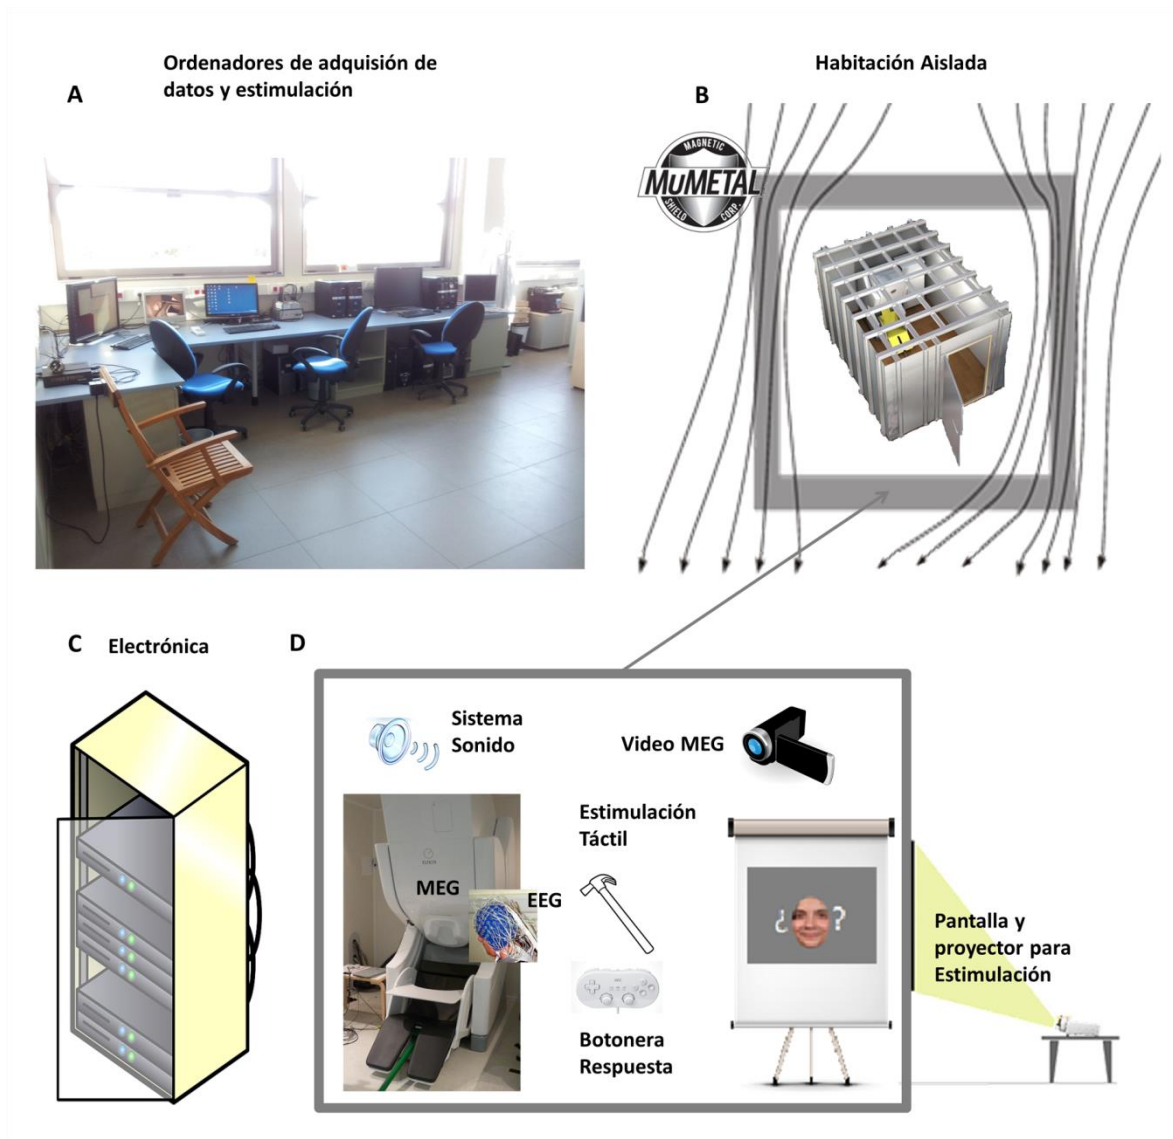 Ordenadores de adquisión de
datos y estimulación
A
Habitación Aislada
B
MAGNETIC
MUMETAL
SHIELD CORP.
C
Electrónica
D
Sistema
Sonido
Video MEG
Estimulación
Táctil
MEG
EEG
¿ ?
Pantalla y
proyector para
Estimulación
Botonera
Respuesta